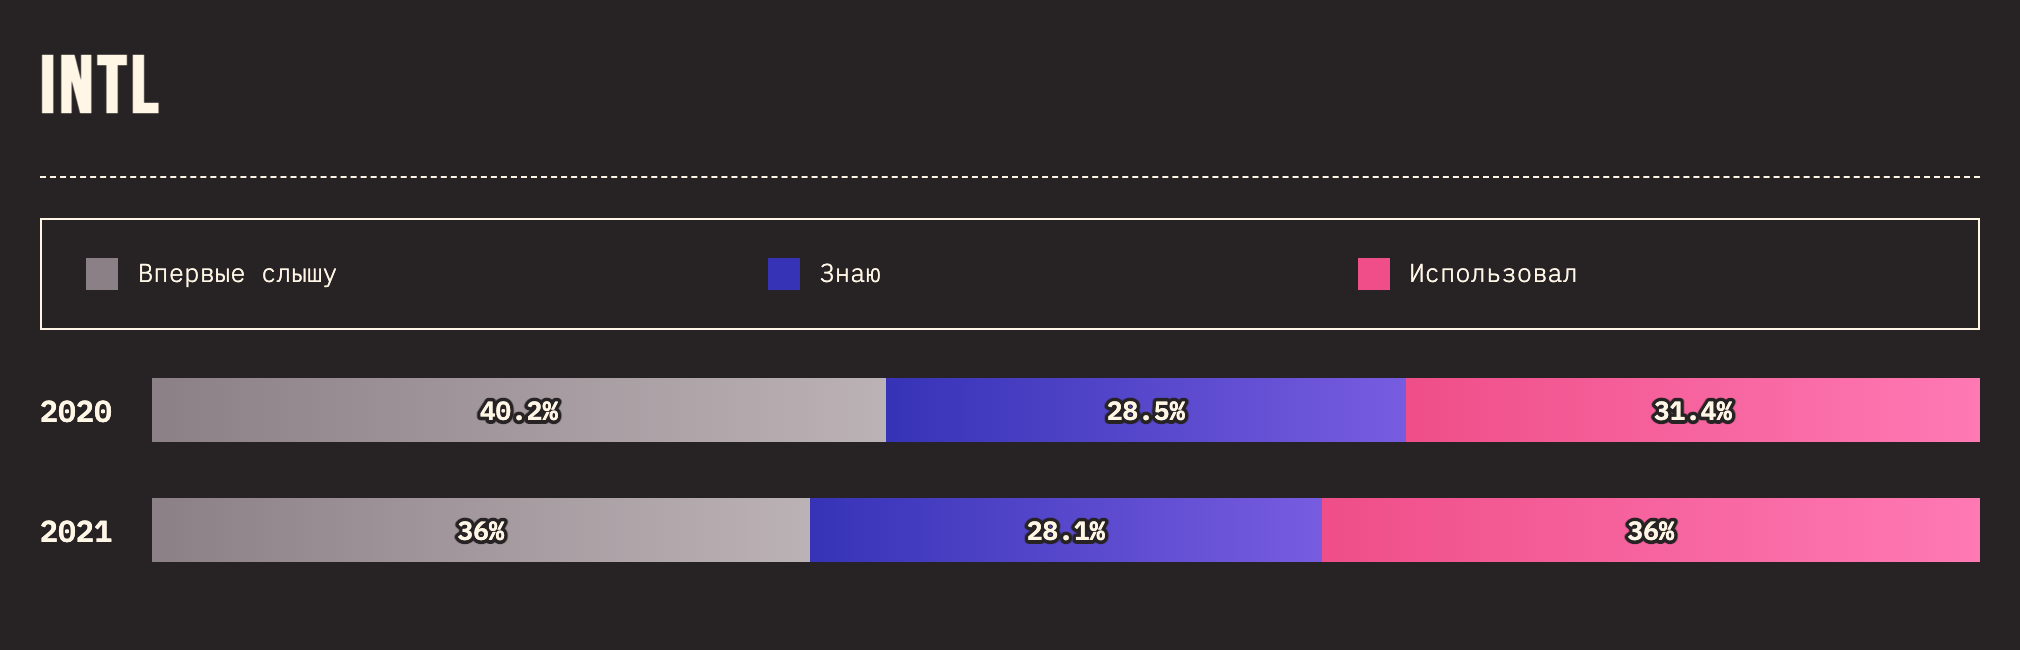 INTL
Впервые слышу Знаю Использовал
2020 40.2% 28.5% 31.4%
2021 36% 28.1% 36%